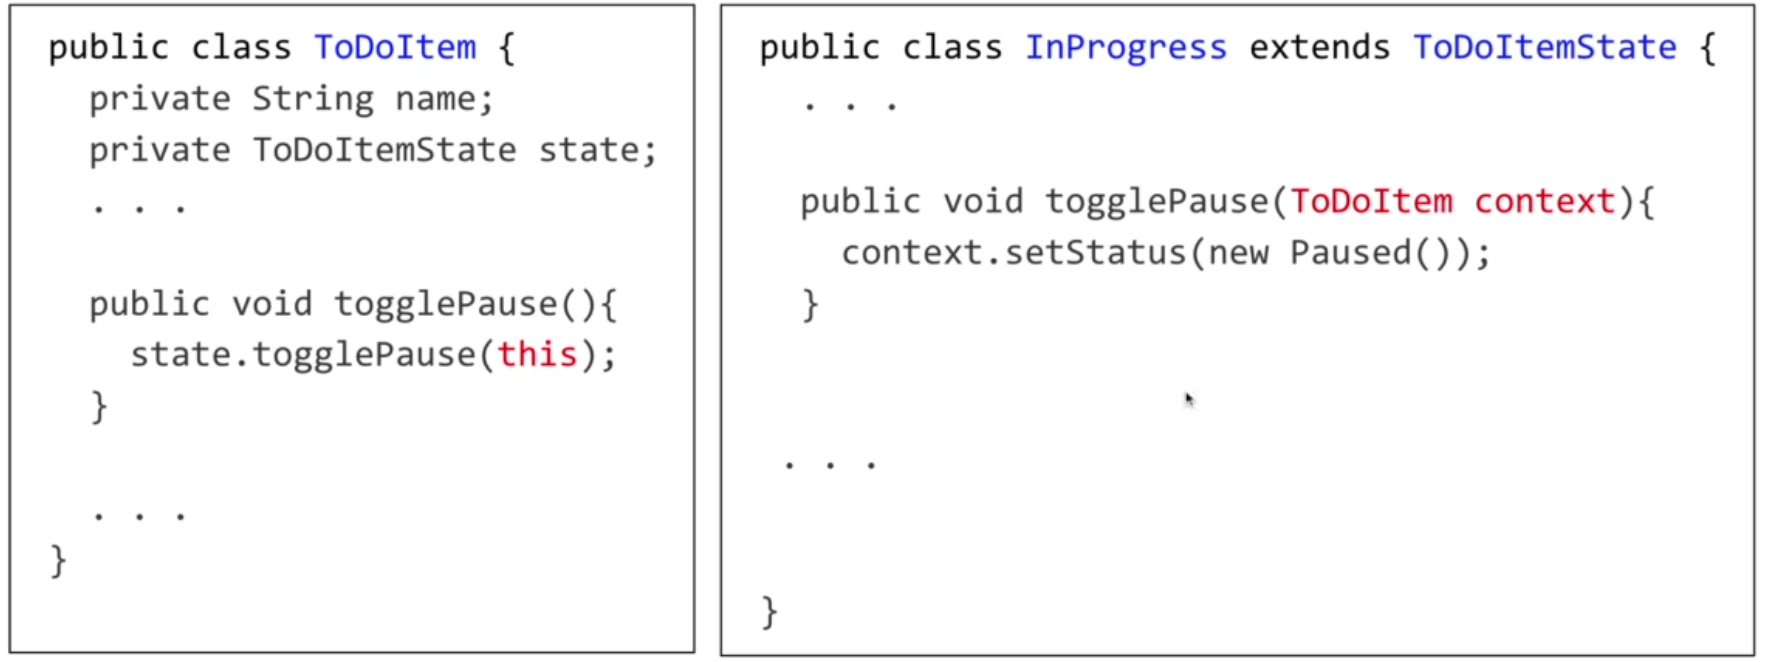 public class ToDoItem {
private String name;
private ToDoItemState state;
. . .
public void togglePause(){
state.togglePause(this);
}
. . .
}
public class InProgress extends ToDoItemState {
. . .
public void togglePause(ToDoItem context){
context.setStatus(new Paused());
}
. . .
}